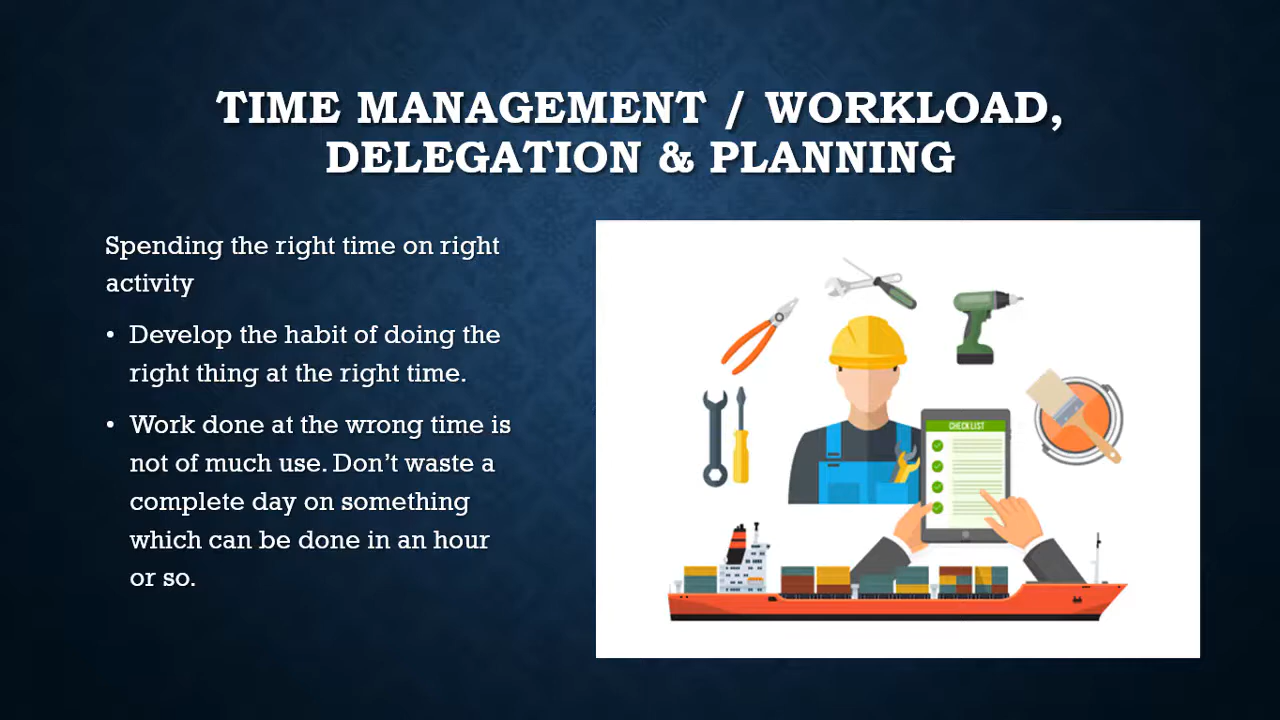 TIME MANAGEMENT / WORKLOAD,
DELEGATION & PLANNING
Spending the right time on right
activity
• Develop the habit of doing the
right thing at the right time.
• Work done at the wrong time is
not of much use. Don’t waste a
complete day on something
which can be done in an hour
or so.
CHECK LIST